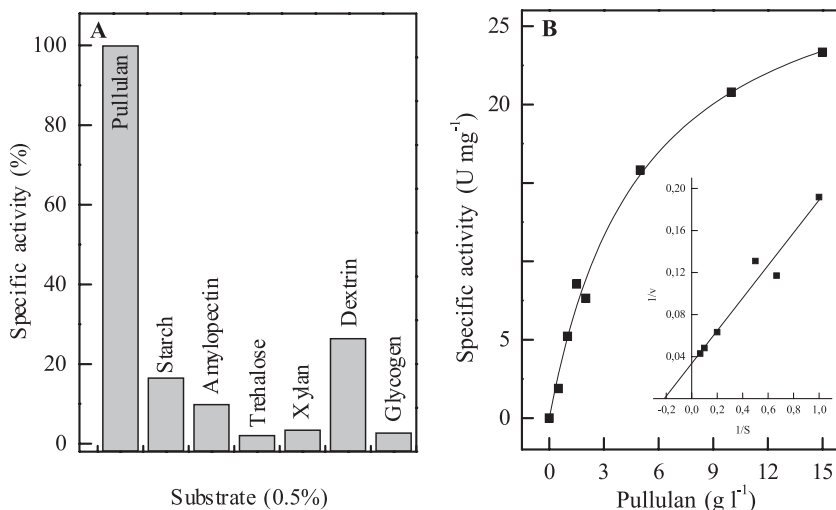 A
100
80
60
40
20
0
Specific activity (%)
Pullulan
Starch
Amylopectin
Trehalose
Xylan
Dextrin
Glycogen
Substrate (0.5%)
B
25
20
5
0
Specific activity (U mg⁻¹)
0 3 6 9 12 15
Pullulan (g l⁻¹)
0,20
0,16
0,12
0,08
0,04
1/v
-0,2 0,0 0,2 0,4 0,6 0,8 1,0
1/S